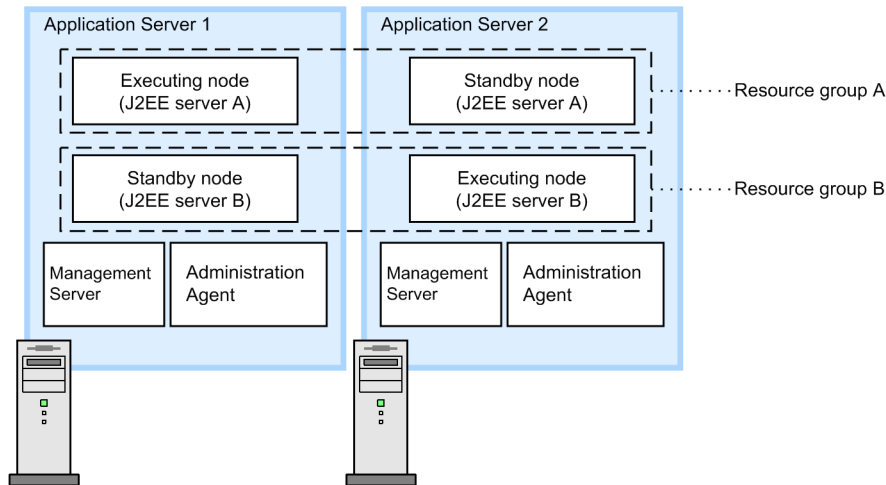 Application Server 1
Application Server 2
Executing node
(J2EE server A)
Standby node
(J2EE server A)
Resource group A
Standby node
(J2EE server B)
Executing node
(J2EE server B)
Resource group B
Management
Server
Administration
Agent
Management
Server
Administration
Agent